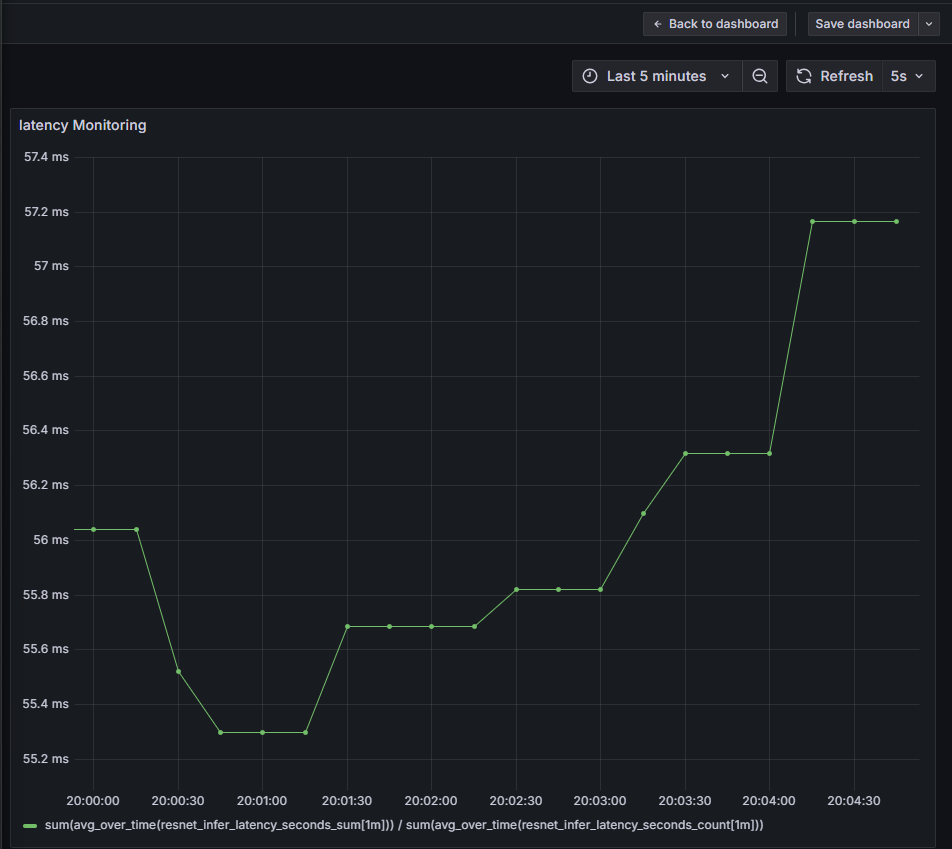 Back to dashboard
Save dashboard
Last 5 minutes
Refresh
5s
latency Monitoring
57.4 ms
57.2 ms
57 ms
56.8 ms
56.6 ms
56.4 ms
56.2 ms
56 ms
55.8 ms
55.6 ms
55.4 ms
55.2 ms
20:00:00 20:00:30 20:01:00 20:01:30 20:02:00 20:02:30 20:03:00 20:03:30 20:04:00 20:04:30
sum(avg_over_time(resnet_infer_latency_seconds_sum[1m])) / sum(avg_over_time(resnet_infer_latency_seconds_count[1m]))